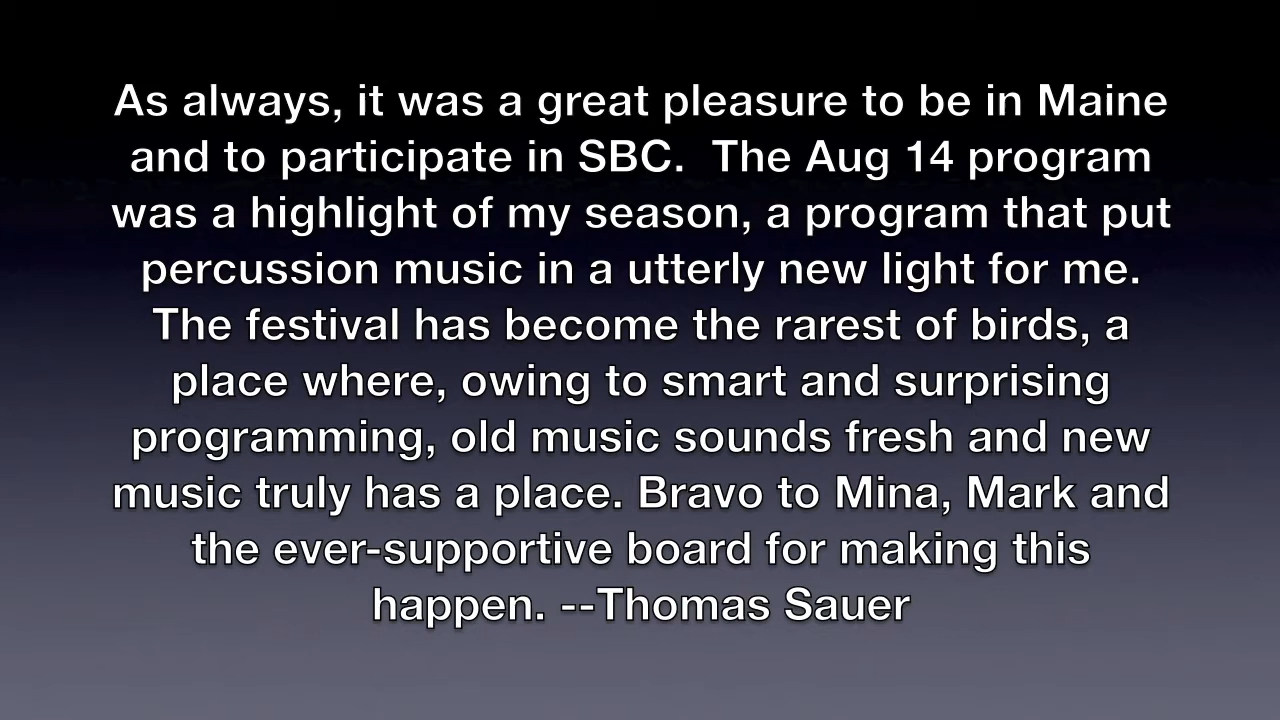 As always, it was a great pleasure to be in Maine
and to participate in SBC.  The Aug 14 program
was a highlight of my season, a program that put
percussion music in a utterly new light for me.
The festival has become the rarest of birds, a
place where, owing to smart and surprising
programming, old music sounds fresh and new
music truly has a place. Bravo to Mina, Mark and
the ever-supportive board for making this
happen. --Thomas Sauer